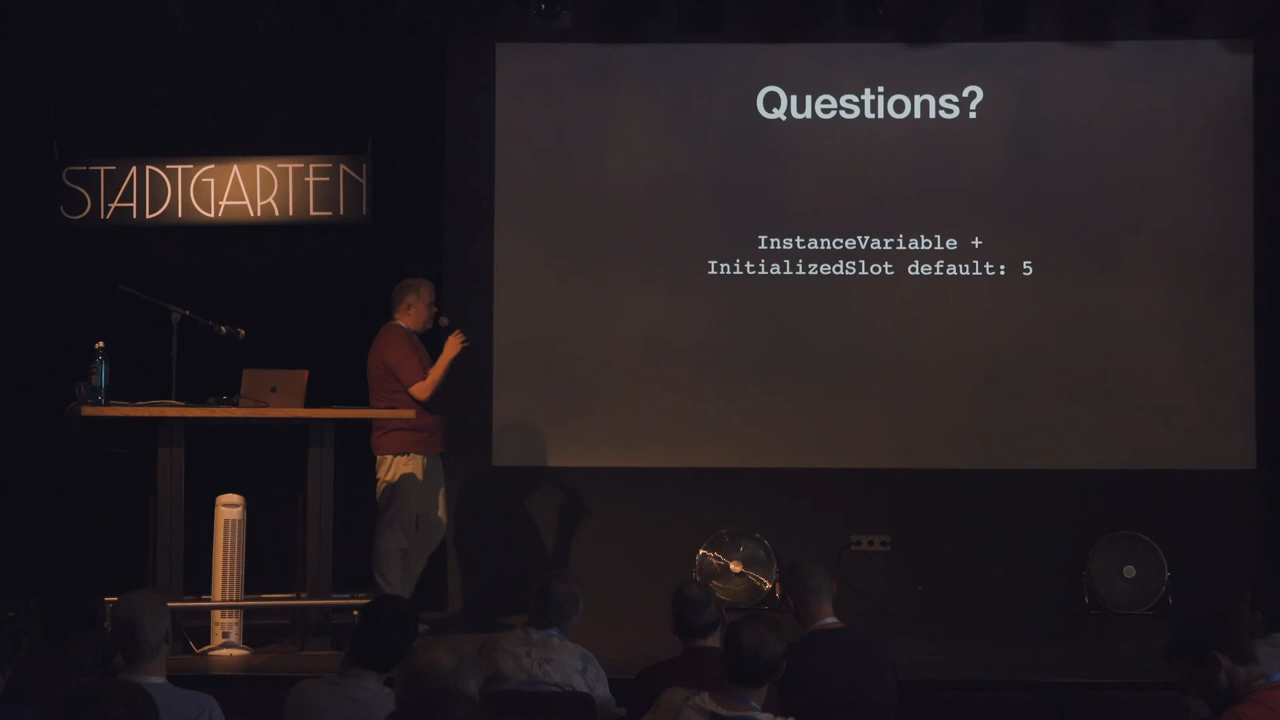 STADTGARTEN
Questions?
InstanceVariable +
InitializedSlot default: 5